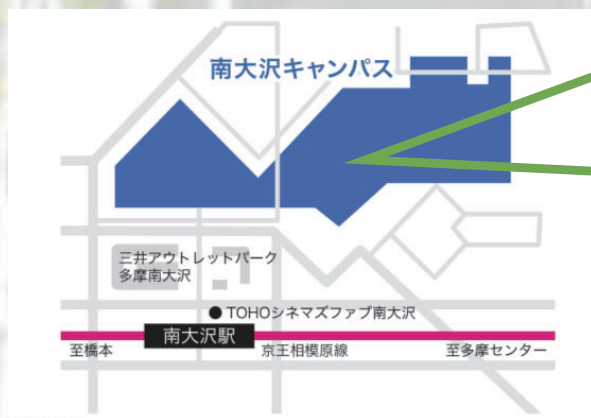 南大沢キャンパス
三井アウトレットパーク
多摩南大沢
●TOHOシネマズファブ南大沢
南大沢駅
至橋本
京王相模原線
至多摩センター